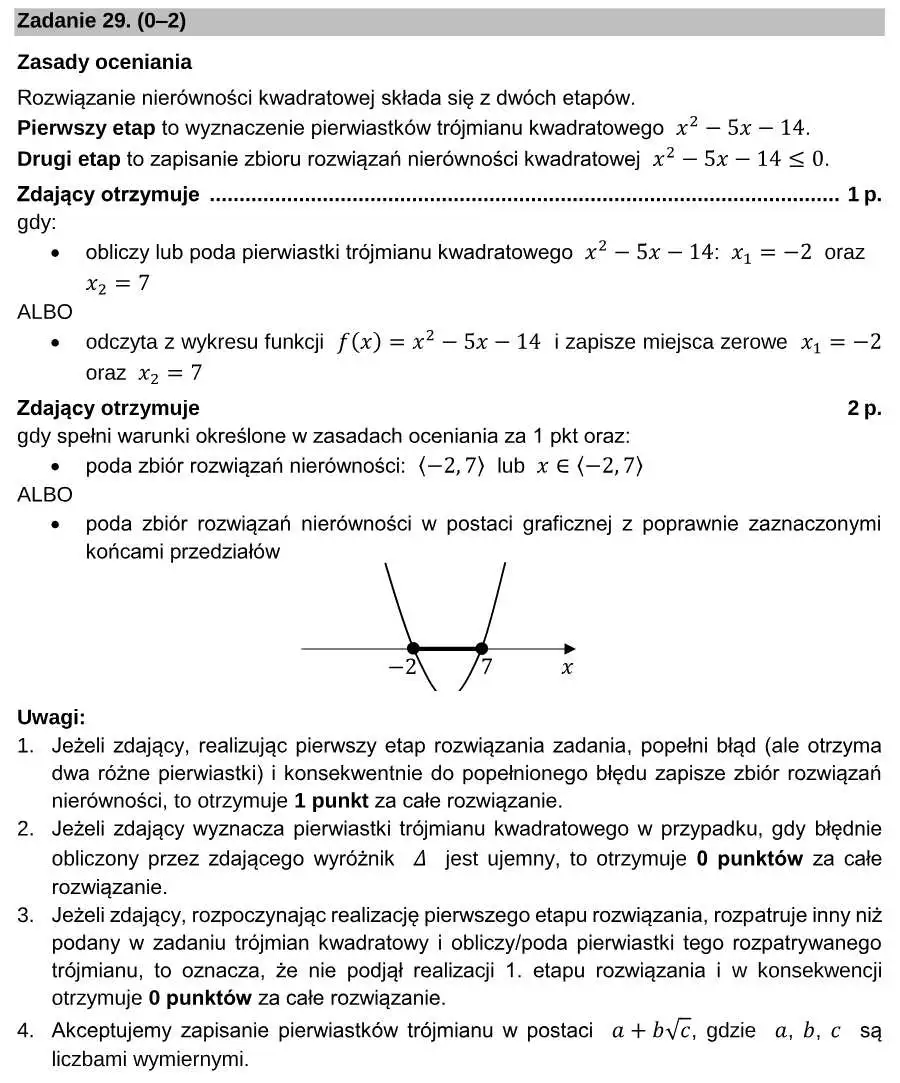 Zadanie 29. (0–2)
Zasady oceniania
Rozwiązanie nierówności kwadratowej składa się z dwóch etapów.
Pierwszy etap to wyznaczenie pierwiastków trójmianu kwadratowego x² − 5x − 14.
Drugi etap to zapisanie zbioru rozwiązań nierówności kwadratowej x² − 5x − 14 ≤ 0.
Zdający otrzymuje ............................................................................................................ 1 p.
gdy:
• obliczy lub poda pierwiastki trójmianu kwadratowego x² − 5x − 14: x₁ = −2 oraz
x₂ = 7
ALBO
• odczyta z wykresu funkcji f(x) = x² − 5x − 14 i zapisze miejsca zerowe x₁ = −2
oraz x₂ = 7
Zdający otrzymuje 2 p.
gdy spełni warunki określone w zasadach oceniania za 1 pkt oraz:
• poda zbiór rozwiązań nierówności: ⟨−2, 7⟩ lub x ∈ ⟨−2, 7⟩
ALBO
• poda zbiór rozwiązań nierówności w postaci graficznej z poprawnie zaznaczonymi
końcami przedziałów
−2 7 x
Uwagi:
1. Jeżeli zdający, realizując pierwszy etap rozwiązania zadania, popełni błąd (ale otrzyma
dwa różne pierwiastki) i konsekwentnie do popełnionego błędu zapisze zbiór rozwiązań
nierówności, to otrzymuje 1 punkt za całe rozwiązanie.
2. Jeżeli zdający wyznacza pierwiastki trójmianu kwadratowego w przypadku, gdy błędnie
obliczony przez zdającego wyróżnik Δ jest ujemny, to otrzymuje 0 punktów za całe
rozwiązanie.
3. Jeżeli zdający, rozpoczynając realizację pierwszego etapu rozwiązania, rozpatruje inny niż
podany w zadaniu trójmian kwadratowy i obliczy/poda pierwiastki tego rozpatrywanego
trójmianu, to oznacza, że nie podjął realizacji 1. etapu rozwiązania i w konsekwencji
otrzymuje 0 punktów za całe rozwiązanie.
4. Akceptujemy zapisanie pierwiastków trójmianu w postaci a + b√c, gdzie a, b, c są
liczbami wymiernymi.